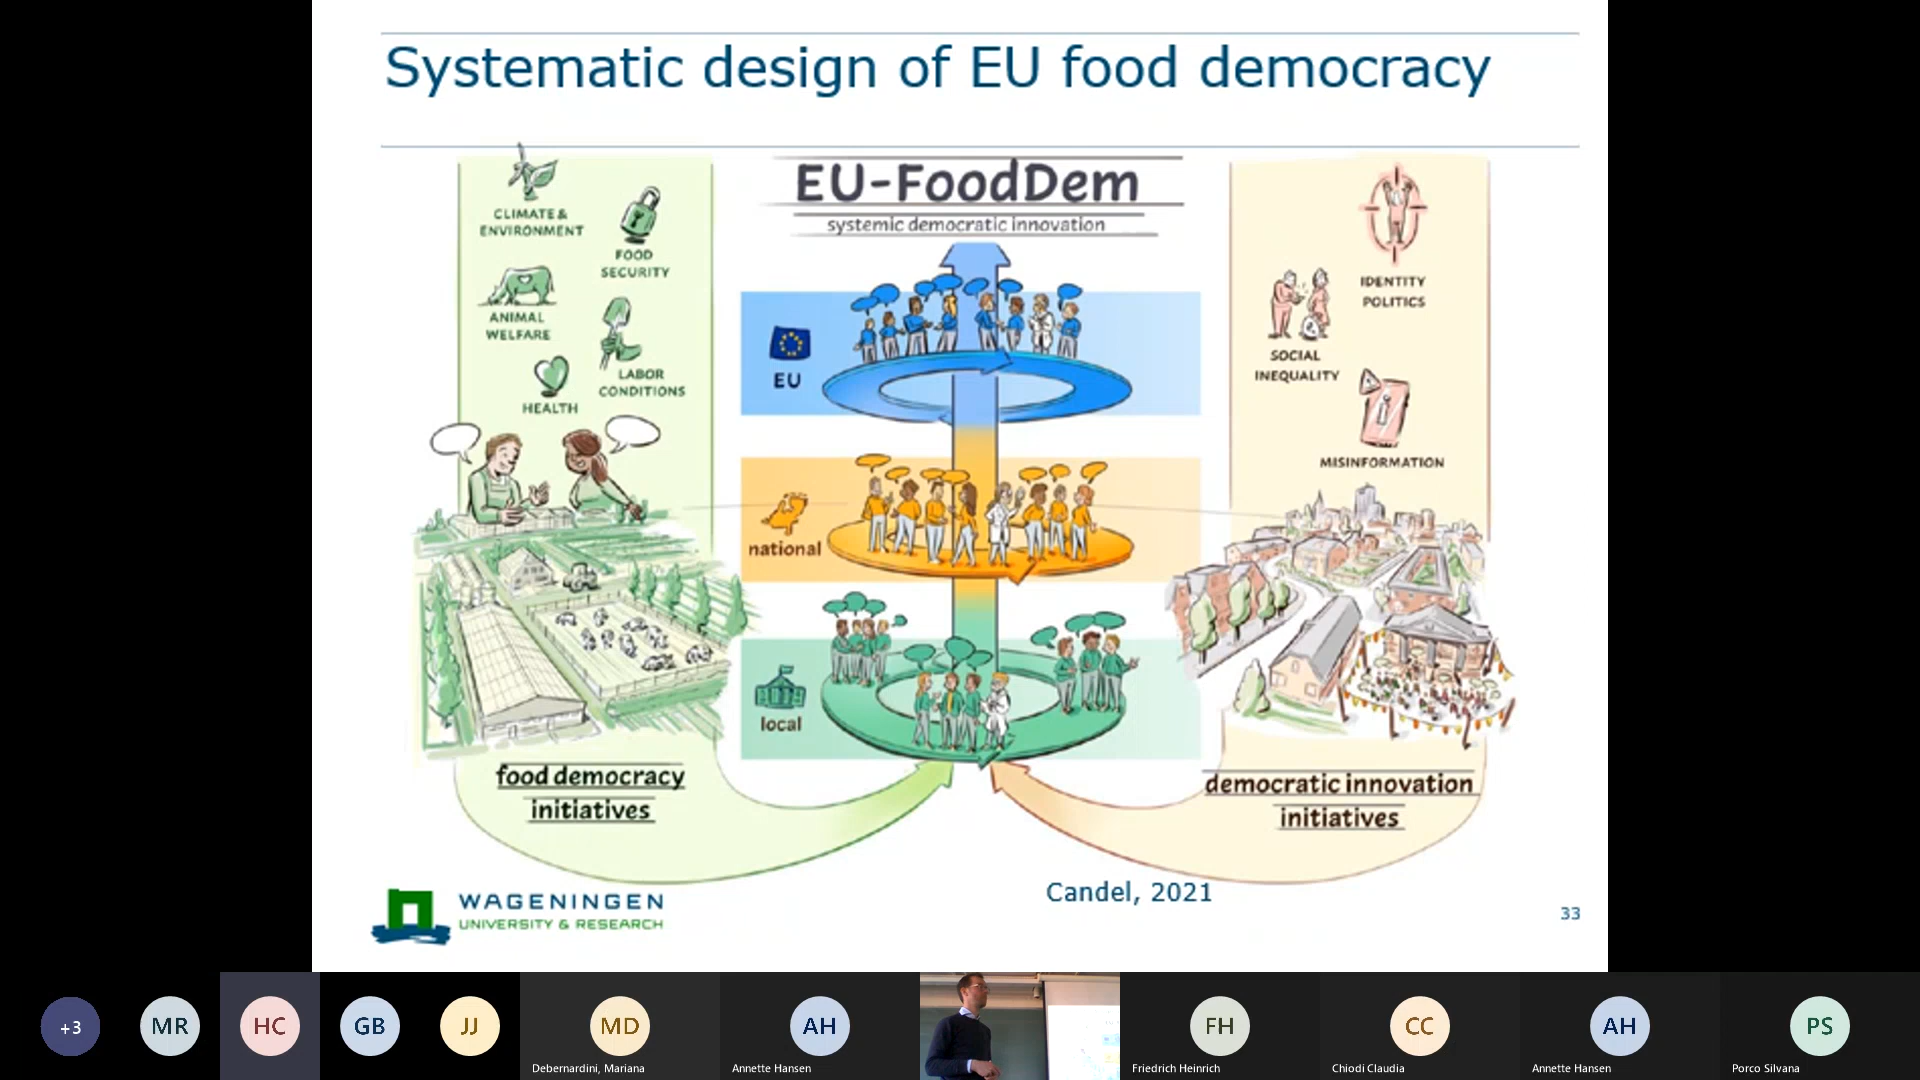 Systematic design of EU food democracy
CLIMATE &
ENVIRONMENT
FOOD
SECURITY
ANIMAL
WELFARE
LABOR
CONDITIONS
HEALTH
food democracy
initiatives
EU-FoodDem
systemic democratic innovation
EU
national
local
IDENTITY
POLITICS
SOCIAL
INEQUALITY
MISINFORMATION
democratic innovation
initiatives
Candel, 2021
WAGENINGEN
UNIVERSITY & RESEARCH
33
+3
MR
HC
GB
JJ
MD
Debernardini, Mariana
AH
Annette Hansen
FH
Friedrich Heinrich
CC
Chiodi Claudia
AH
Annette Hansen
PS
Porco Silvana